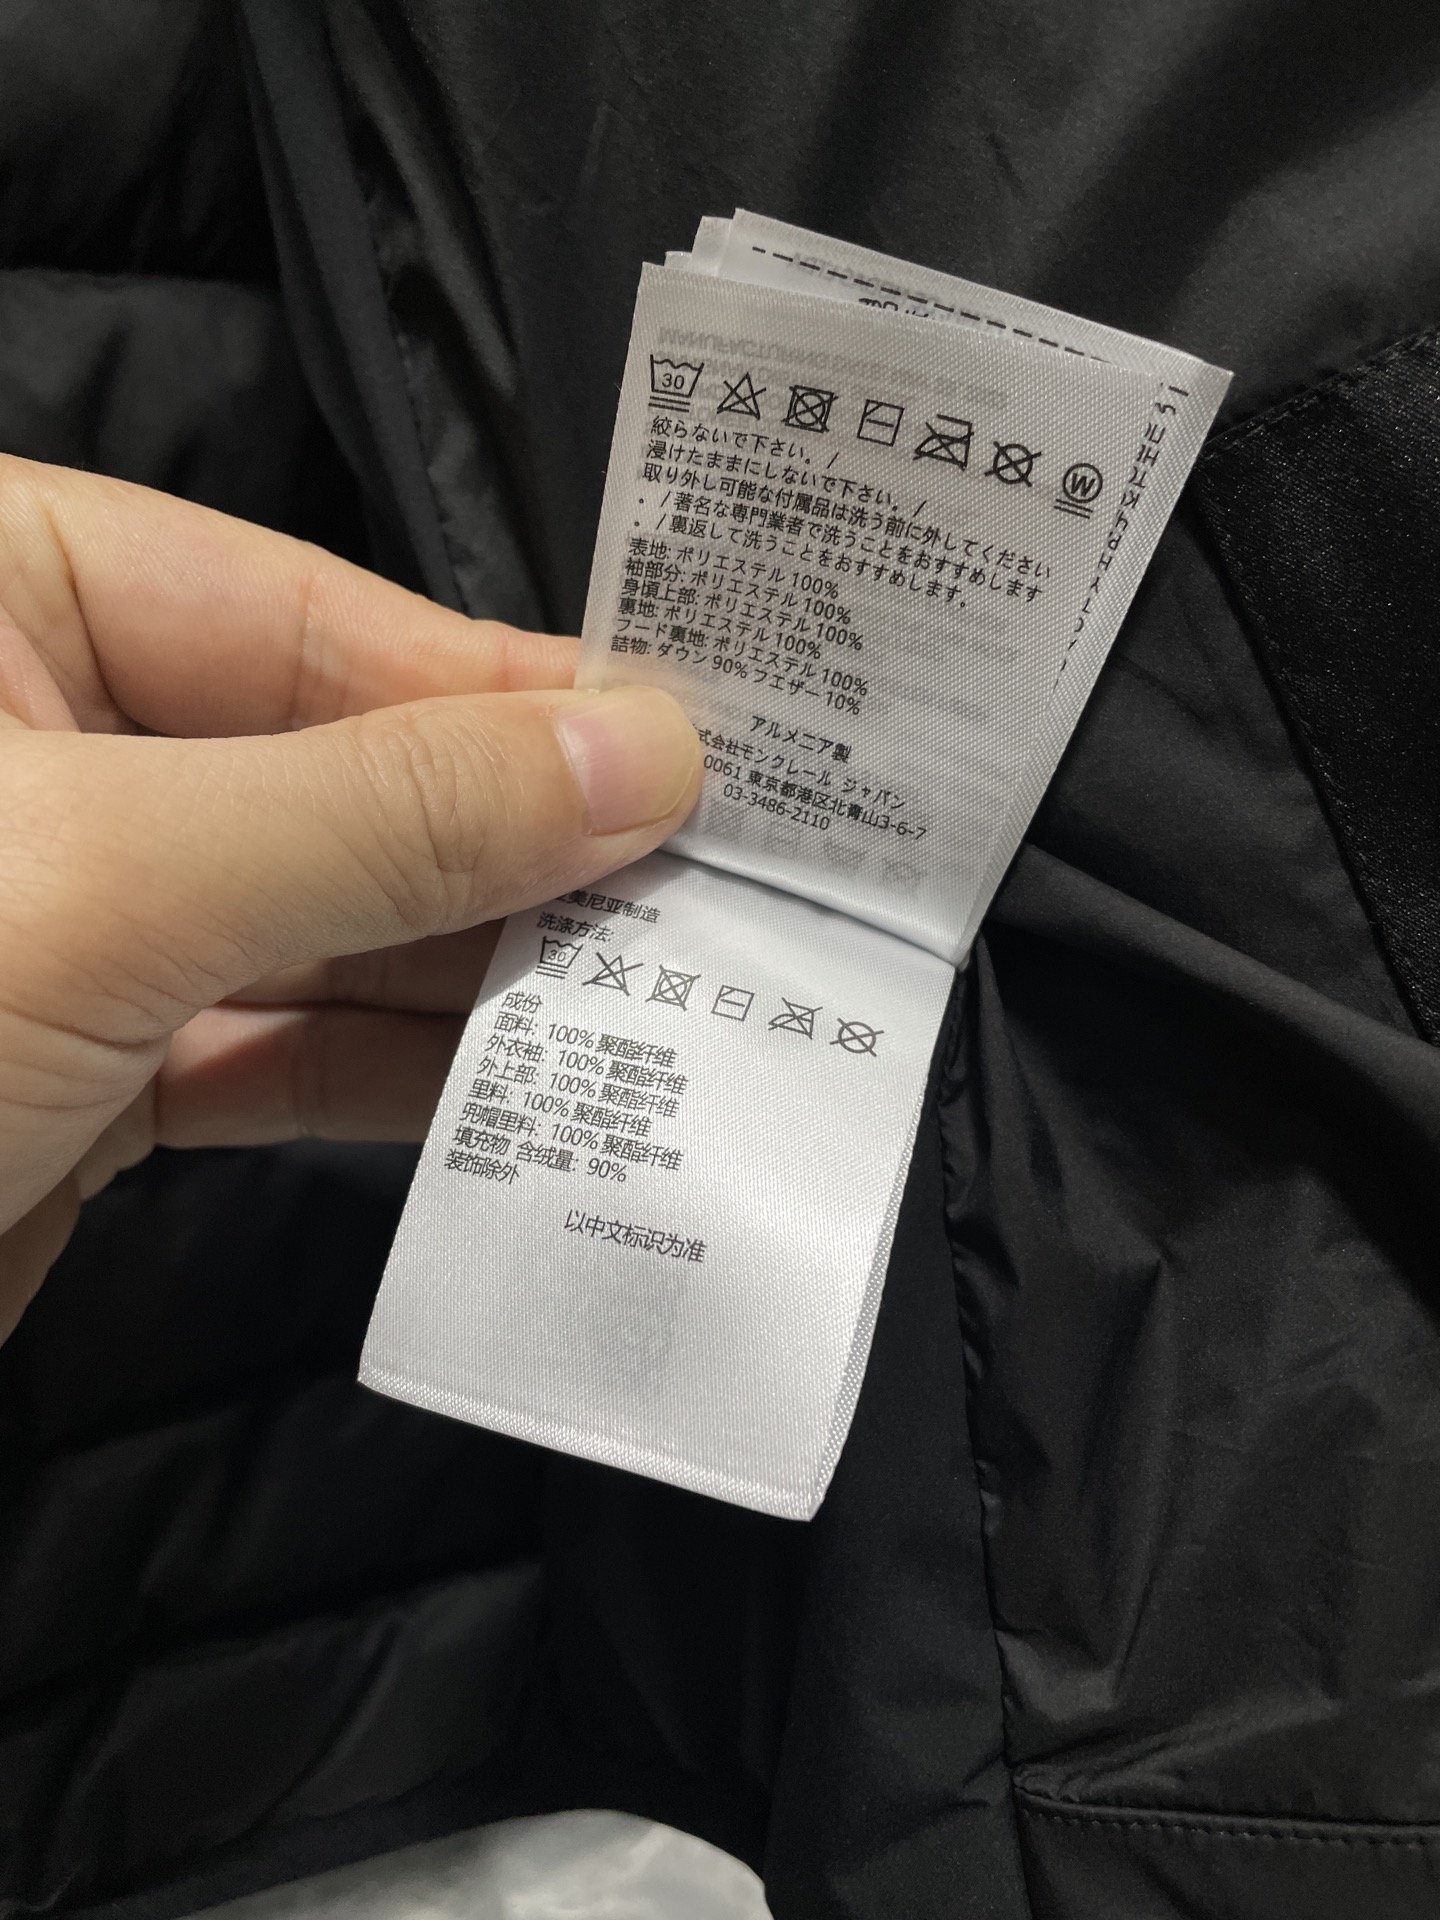 30
W
絞らないで下さい。/
浸けたままにしないで下さい。/
取り外し可能な付属品は洗う前に外してください
。/著名な専門業者で洗うことをおすすめします
。/裏返して洗うことをおすすめします。
表地: ポリエステル 100%
袖部分: ポリエステル 100%
身頃上部: ポリエステル 100%
裏地: ポリエステル 100%
フード裏地: ポリエステル 100%
詰物: ダウン 90% フエザー 10%
アルメニア製
式会社モンクレール ジャパン
0061 東京都港区北青山3-6-7
03-3486-2110
美尼亚制造
洗涤方法:
30
成份
面料: 100% 聚酯纤维
外衣袖: 100% 聚酯纤维
外上部: 100% 聚酯纤维
里料: 100% 聚酯纤维
兜帽里料: 100% 聚酯纤维
填充物 含绒量: 90%
装饰除外
以中文标识为准